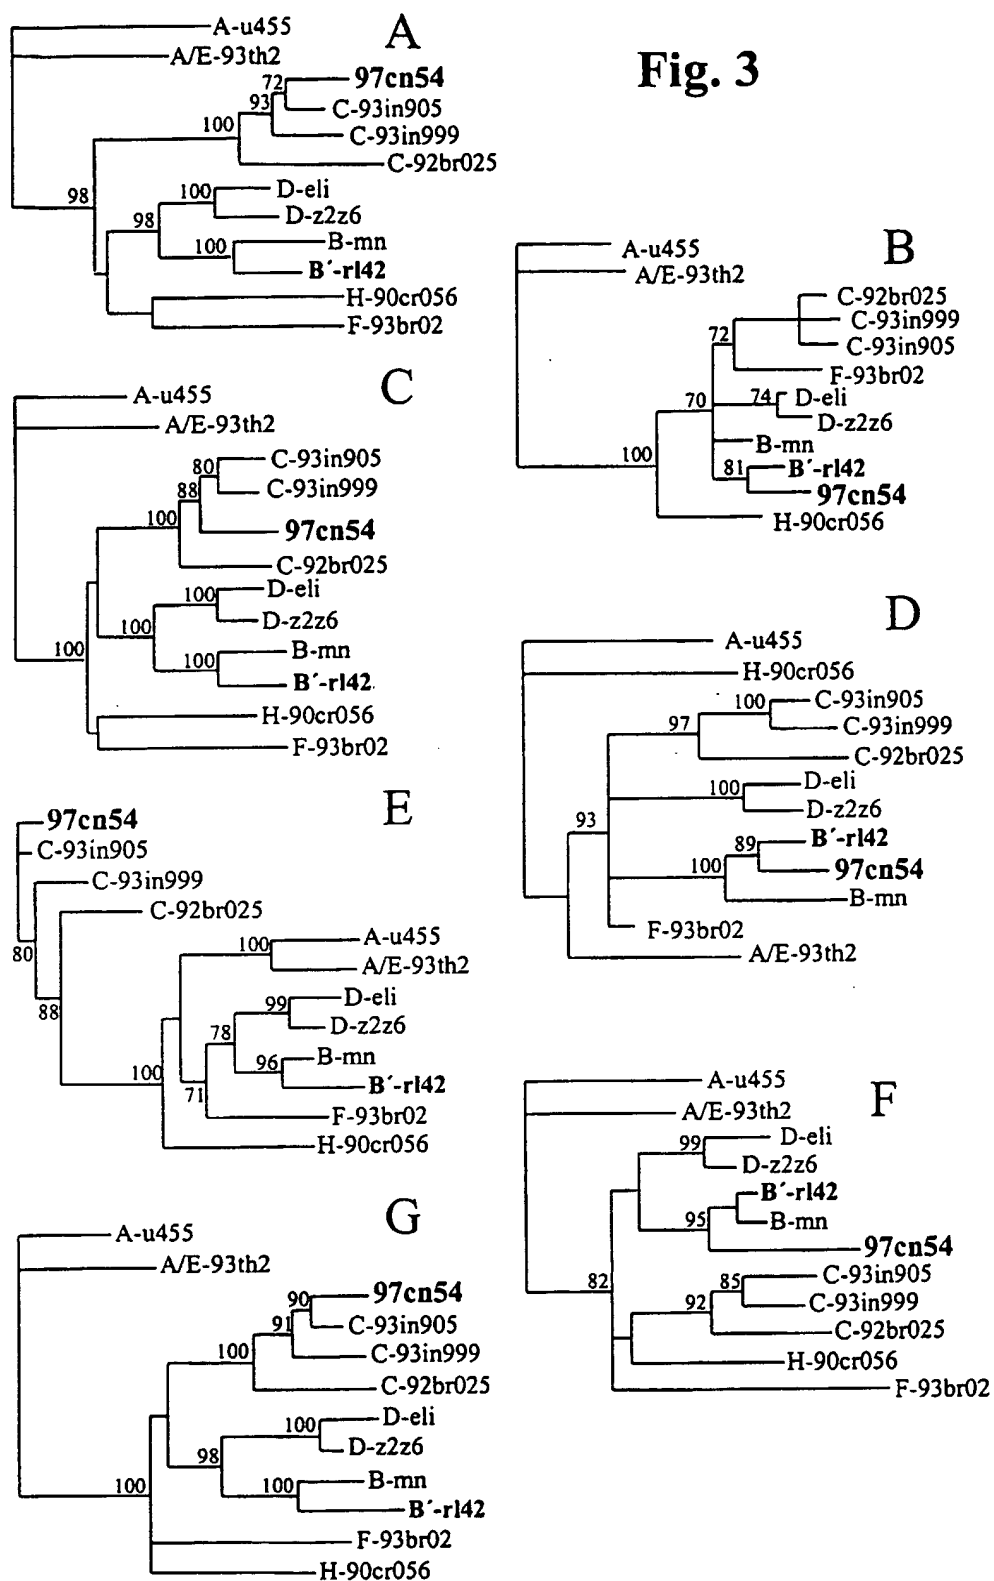 Fig. 3
A
A-u455
A/E-93th2
72
97cn54
93
C-93in905
100
C-93in999
C-92br025
98
100
D-eli
98
D-z2z6
100
B-mn
B´-rl42
H-90cr056
F-93br02
B
A-u455
A/E-93th2
C-92br025
72
C-93in999
C-93in905
F-93br02
70
74
D-eli
D-z2z6
B-mn
100
81
B´-rl42
97cn54
H-90cr056
C
A-u455
A/E-93th2
80
C-93in905
88
C-93in999
100
97cn54
C-92br025
100
D-eli
100
D-z2z6
100
100
B-mn
B´-rl42
H-90cr056
F-93br02
D
A-u455
H-90cr056
100
C-93in905
97
C-93in999
C-92br025
100
D-eli
93
D-z2z6
89
B´-rl42
100
97cn54
B-mn
F-93br02
A/E-93th2
E
97cn54
C-93in905
C-93in999
C-92br025
80
100
A-u455
A/E-93th2
88
99
D-eli
78
D-z2z6
96
B-mn
100
71
B´-rl42
F-93br02
H-90cr056
F
A-u455
A/E-93th2
99
D-eli
D-z2z6
B´-rl42
95
B-mn
97cn54
82
85
C-93in905
92
C-93in999
C-92br025
H-90cr056
F-93br02
G
A-u455
A/E-93th2
90
97cn54
91
C-93in905
100
C-93in999
C-92br025
100
D-eli
98
D-z2z6
100
100
B-mn
B´-rl42
F-93br02
H-90cr056